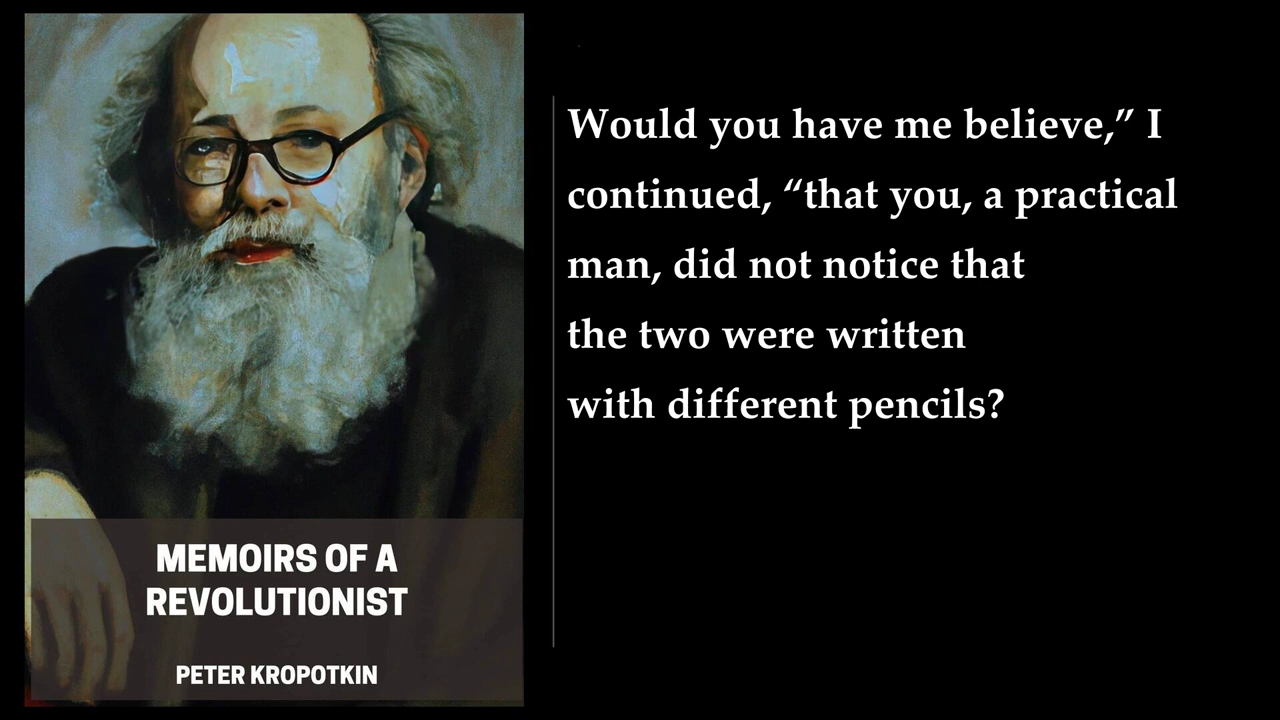 MEMOIRS OF A
REVOLUTIONIST
PETER KROPOTKIN
Would you have me believe,” I
continued, “that you, a practical
man, did not notice that
the two were written
with different pencils?